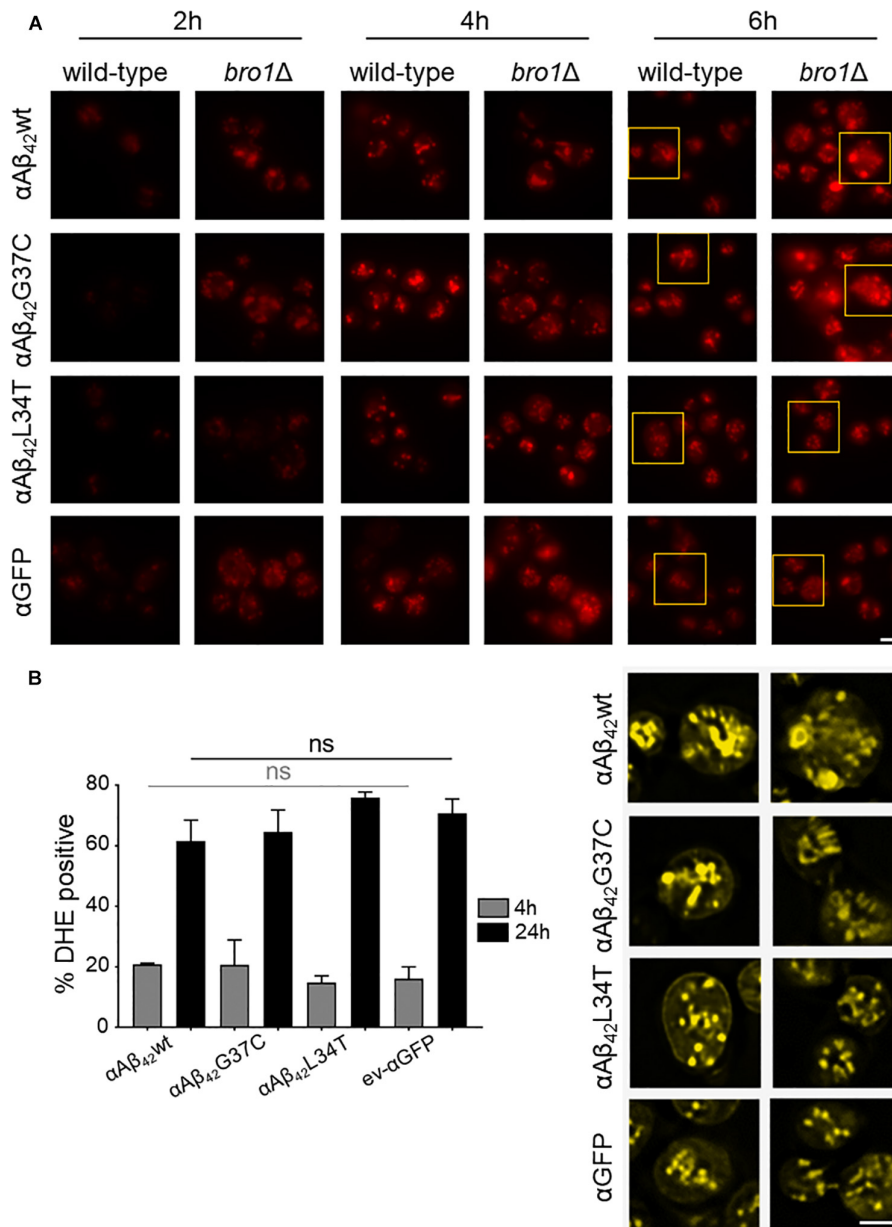 A
2h 4h 6h
wild-type bro1Δ wild-type bro1Δ wild-type bro1Δ
αAβ₄₂wt
αAβ₄₂G37C
αAβ₄₂L34T
αGFP
B
ns
ns
80
60
40
20
0
% DHE positive
4h
24h
αAβ₄₂wt αAβ₄₂G37C αAβ₄₂L34T ev-αGFP
αAβ₄₂wt
αAβ₄₂G37C
αAβ₄₂L34T
αGFP